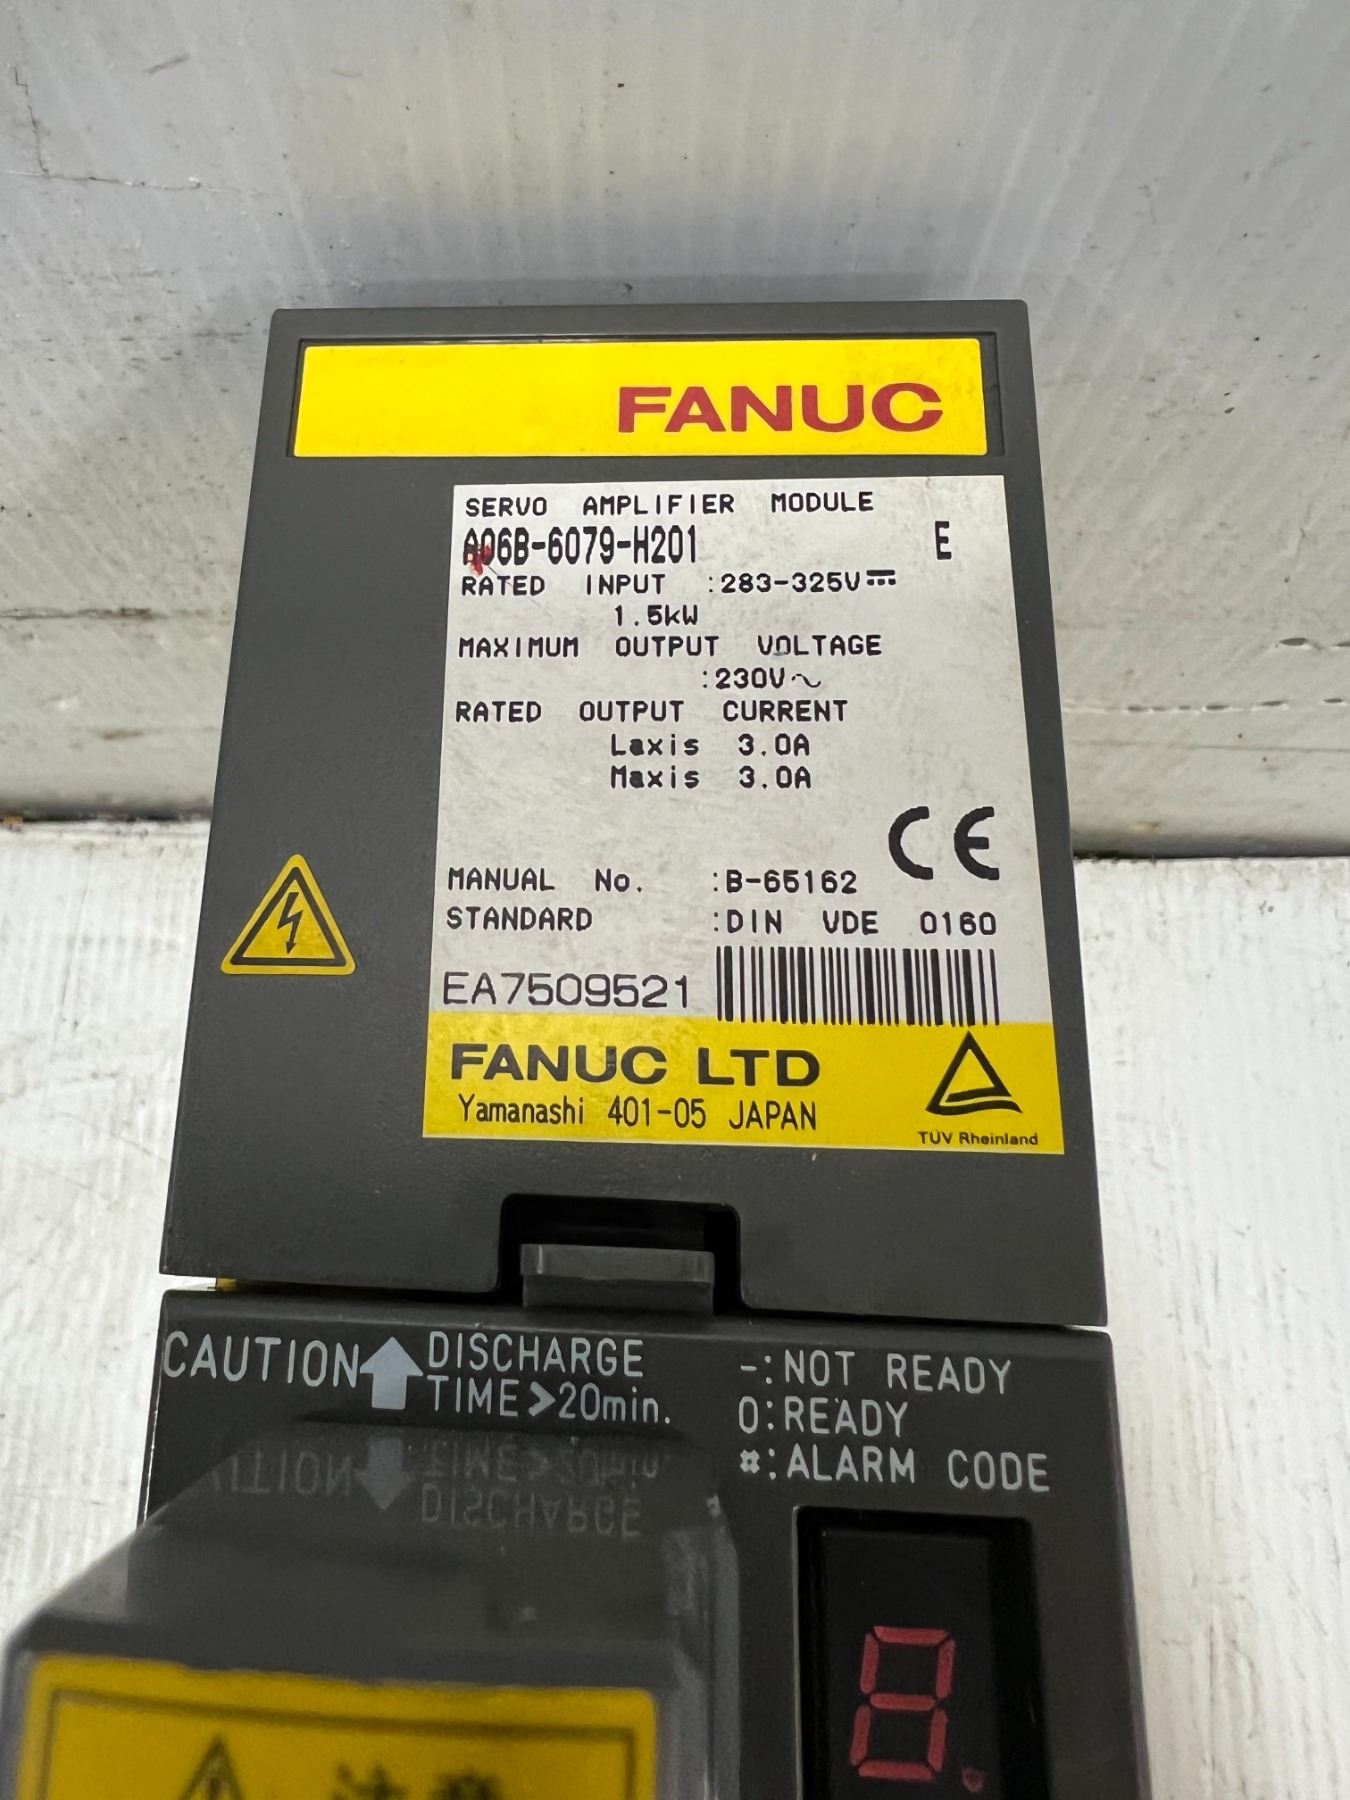 FANUC
SERVO AMPLIFIER MODULE
A06B-6079-H201 E
RATED INPUT :283-325V⎓
1.5kW
MAXIMUM OUTPUT VOLTAGE
:230V～
RATED OUTPUT CURRENT
Laxis 3.0A
Maxis 3.0A
CE
MANUAL No. :B-65162
STANDARD :DIN VDE 0160
EA7509521
FANUC LTD
Yamanashi 401-05 JAPAN
TÜV Rheinland
CAUTION DISCHARGE
TIME>20min.
-:NOT READY
0:READY
#:ALARM CODE
8.